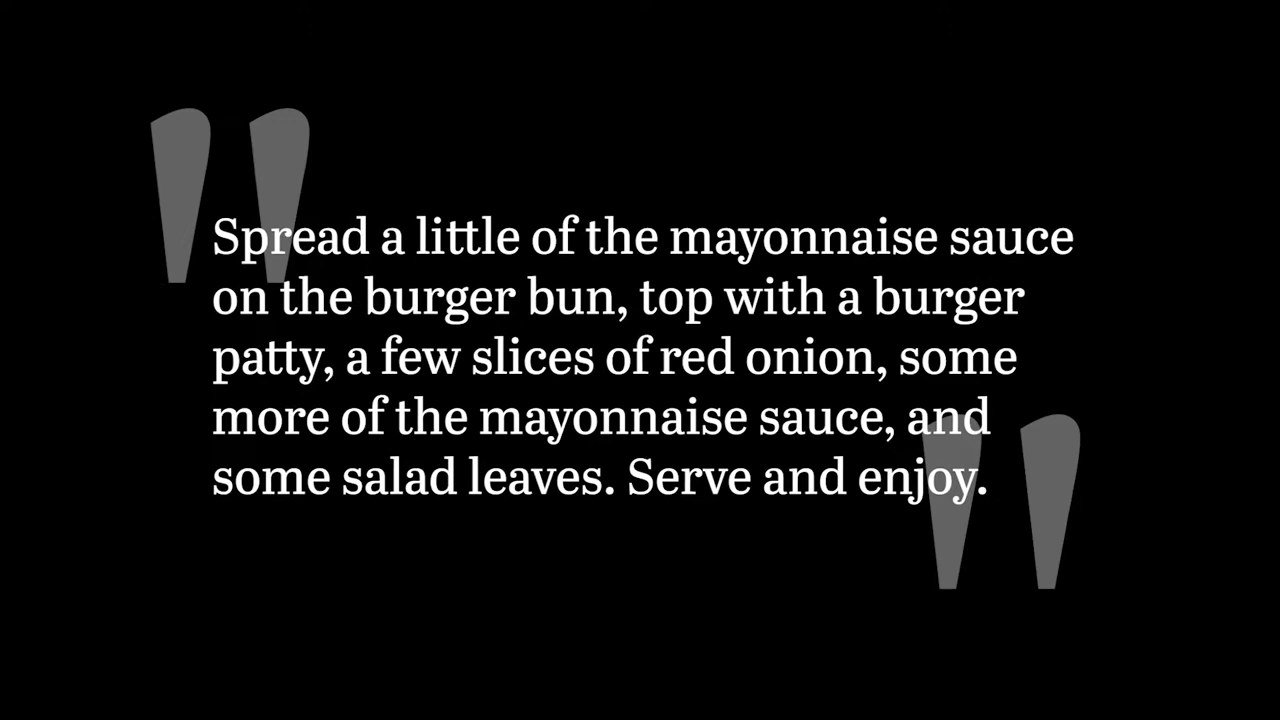 "Spread a little of the mayonnaise sauce
on the burger bun, top with a burger
patty, a few slices of red onion, some
more of the mayonnaise sauce, and
some salad leaves. Serve and enjoy."